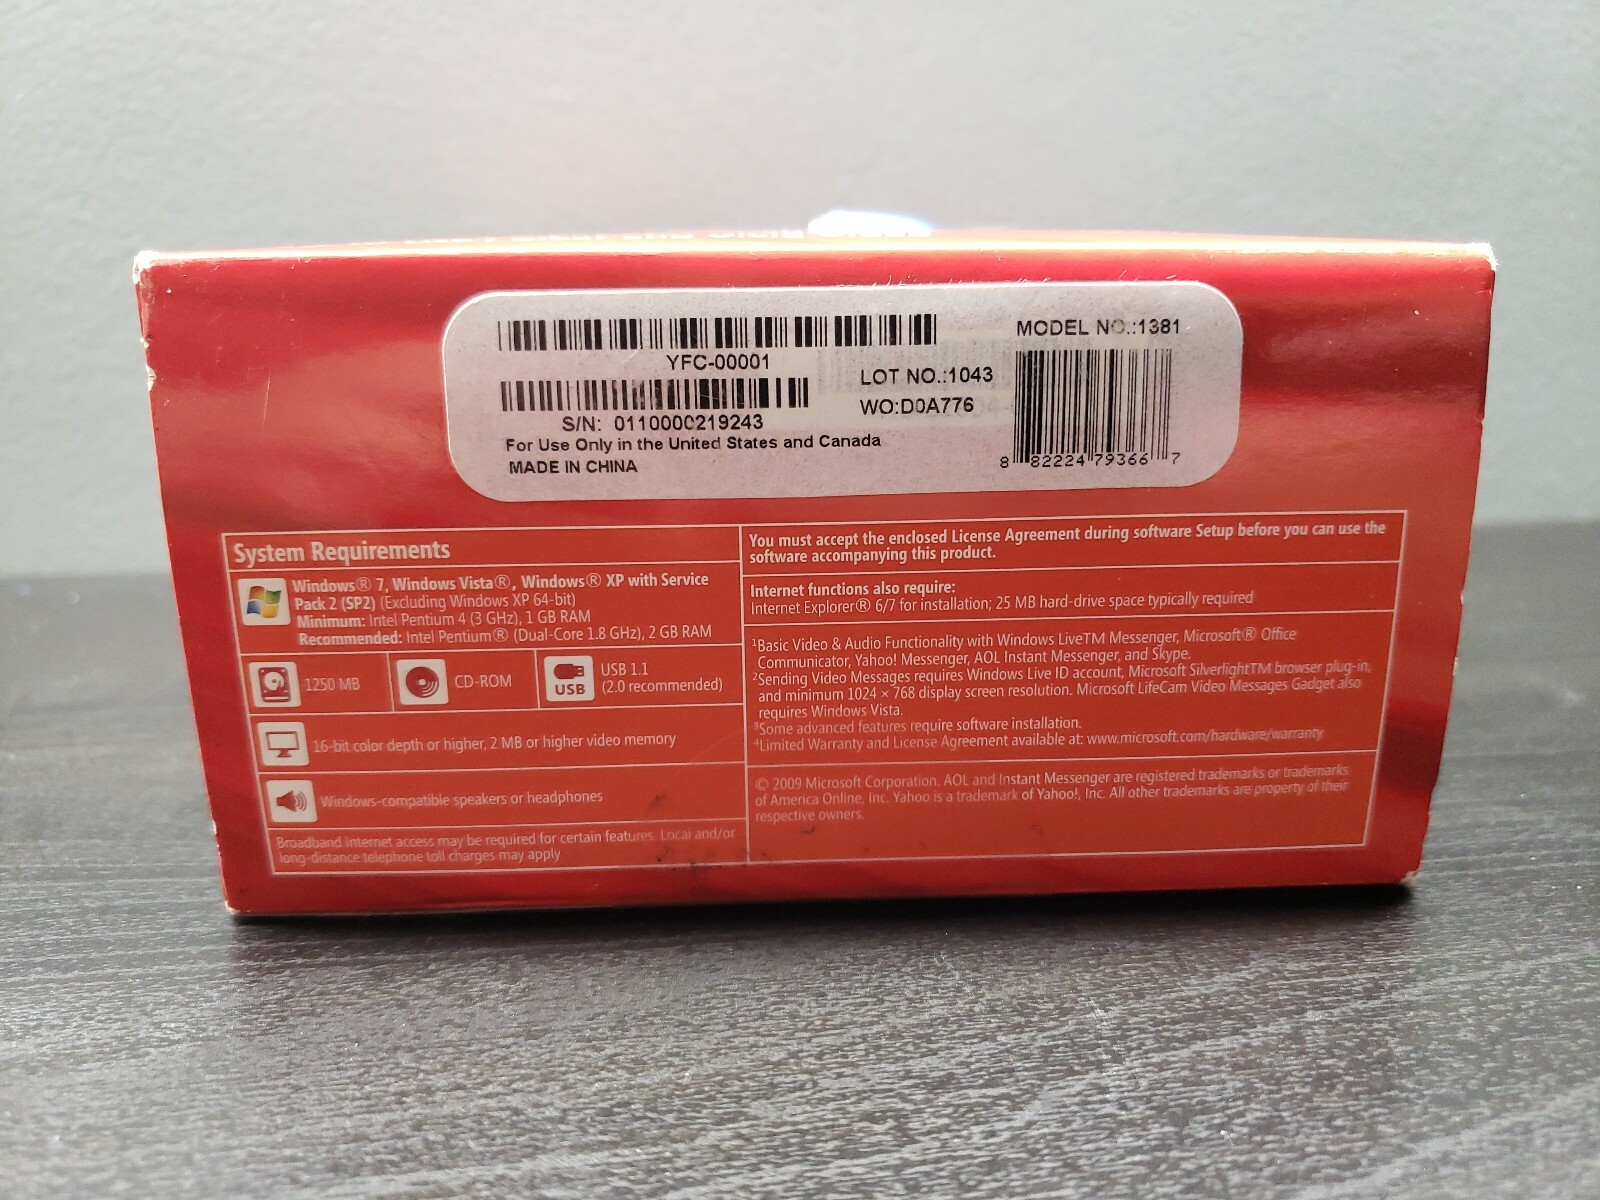 YFC-00001
S/N: 0110000219243
For Use Only in the United States and Canada
MADE IN CHINA
LOT NO.:1043
WO:D0A776
MODEL NO.:1381
8 82224 79366 7
System Requirements
Windows® 7, Windows Vista®, Windows® XP with Service
Pack 2 (SP2) (Excluding Windows XP 64-bit)
Minimum: Intel Pentium 4 (3 GHz), 1 GB RAM
Recommended: Intel Pentium® (Dual-Core 1.8 GHz), 2 GB RAM
1250 MB
CD-ROM
USB
USB 1.1
(2.0 recommended)
16-bit color depth or higher, 2 MB or higher video memory
Windows-compatible speakers or headphones
Broadband Internet access may be required for certain features. Local and/or
long-distance telephone toll charges may apply
You must accept the enclosed License Agreement during software Setup before you can use the
software accompanying this product.
Internet functions also require:
Internet Explorer® 6/7 for installation; 25 MB hard-drive space typically required
¹Basic Video & Audio Functionality with Windows LiveTM Messenger, Microsoft® Office
Communicator, Yahoo! Messenger, AOL Instant Messenger, and Skype.
²Sending Video Messages requires Windows Live ID account, Microsoft SilverlightTM browser plug-in,
and minimum 1024 × 768 display screen resolution. Microsoft LifeCam Video Messages Gadget also
requires Windows Vista.
³Some advanced features require software installation.
⁴Limited Warranty and License Agreement available at: www.microsoft.com/hardware/warranty
© 2009 Microsoft Corporation. AOL and Instant Messenger are registered trademarks or trademarks
of America Online, Inc. Yahoo is a trademark of Yahoo!, Inc. All other trademarks are property of their
respective owners.